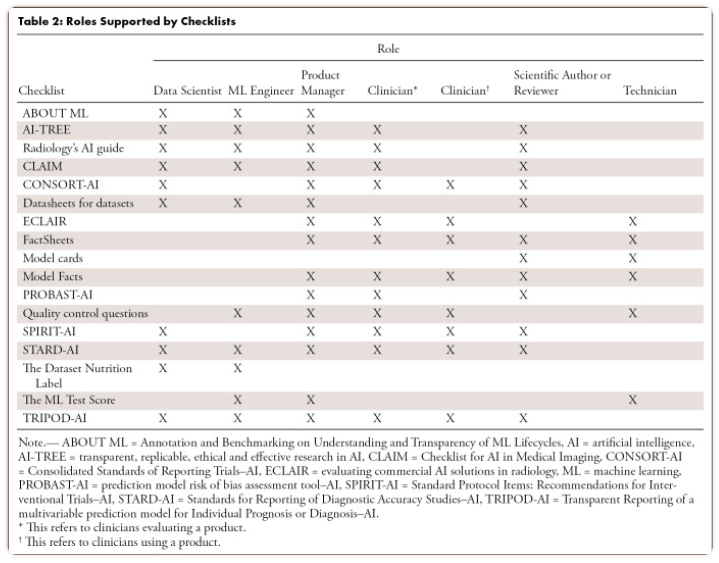 Table 2: Roles Supported by Checklists
Role
Checklist Data Scientist ML Engineer Product Manager Clinician* Clinician† Scientific Author or Reviewer Technician
ABOUT ML X X X
AI-TREE X X X X X
Radiology's AI guide X X X X X
CLAIM X X X X X
CONSORT-AI X X X X X
Datasheets for datasets X X X X
ECLAIR X X X X
FactSheets X X X X X
Model cards X X
Model Facts X X X X X
PROBAST-AI X X X
Quality control questions X X X X X
SPIRIT-AI X X X X X
STARD-AI X X X X X X
The Dataset Nutrition X X
Label
The ML Test Score X X X
TRIPOD-AI X X X X X X
Note.— ABOUT ML = Annotation and Benchmarking on Understanding and Transparency of ML Lifecycles, AI = artificial intelligence,
AI-TREE = transparent, replicable, ethical and effective research in AI, CLAIM = Checklist for AI in Medical Imaging, CONSORT-AI
= Consolidated Standards of Reporting Trials–AI, ECLAIR = evaluating commercial AI solutions in radiology, ML = machine learning,
PROBAST-AI = prediction model risk of bias assessment tool–AI, SPIRIT-AI = Standard Protocol Items: Recommendations for Inter-
ventional Trials–AI, STARD-AI = Standards for Reporting of Diagnostic Accuracy Studies–AI, TRIPOD-AI = Transparent Reporting of a
multivariable prediction model for Individual Prognosis or Diagnosis–AI.
* This refers to clinicians evaluating a product.
† This refers to clinicians using a product.